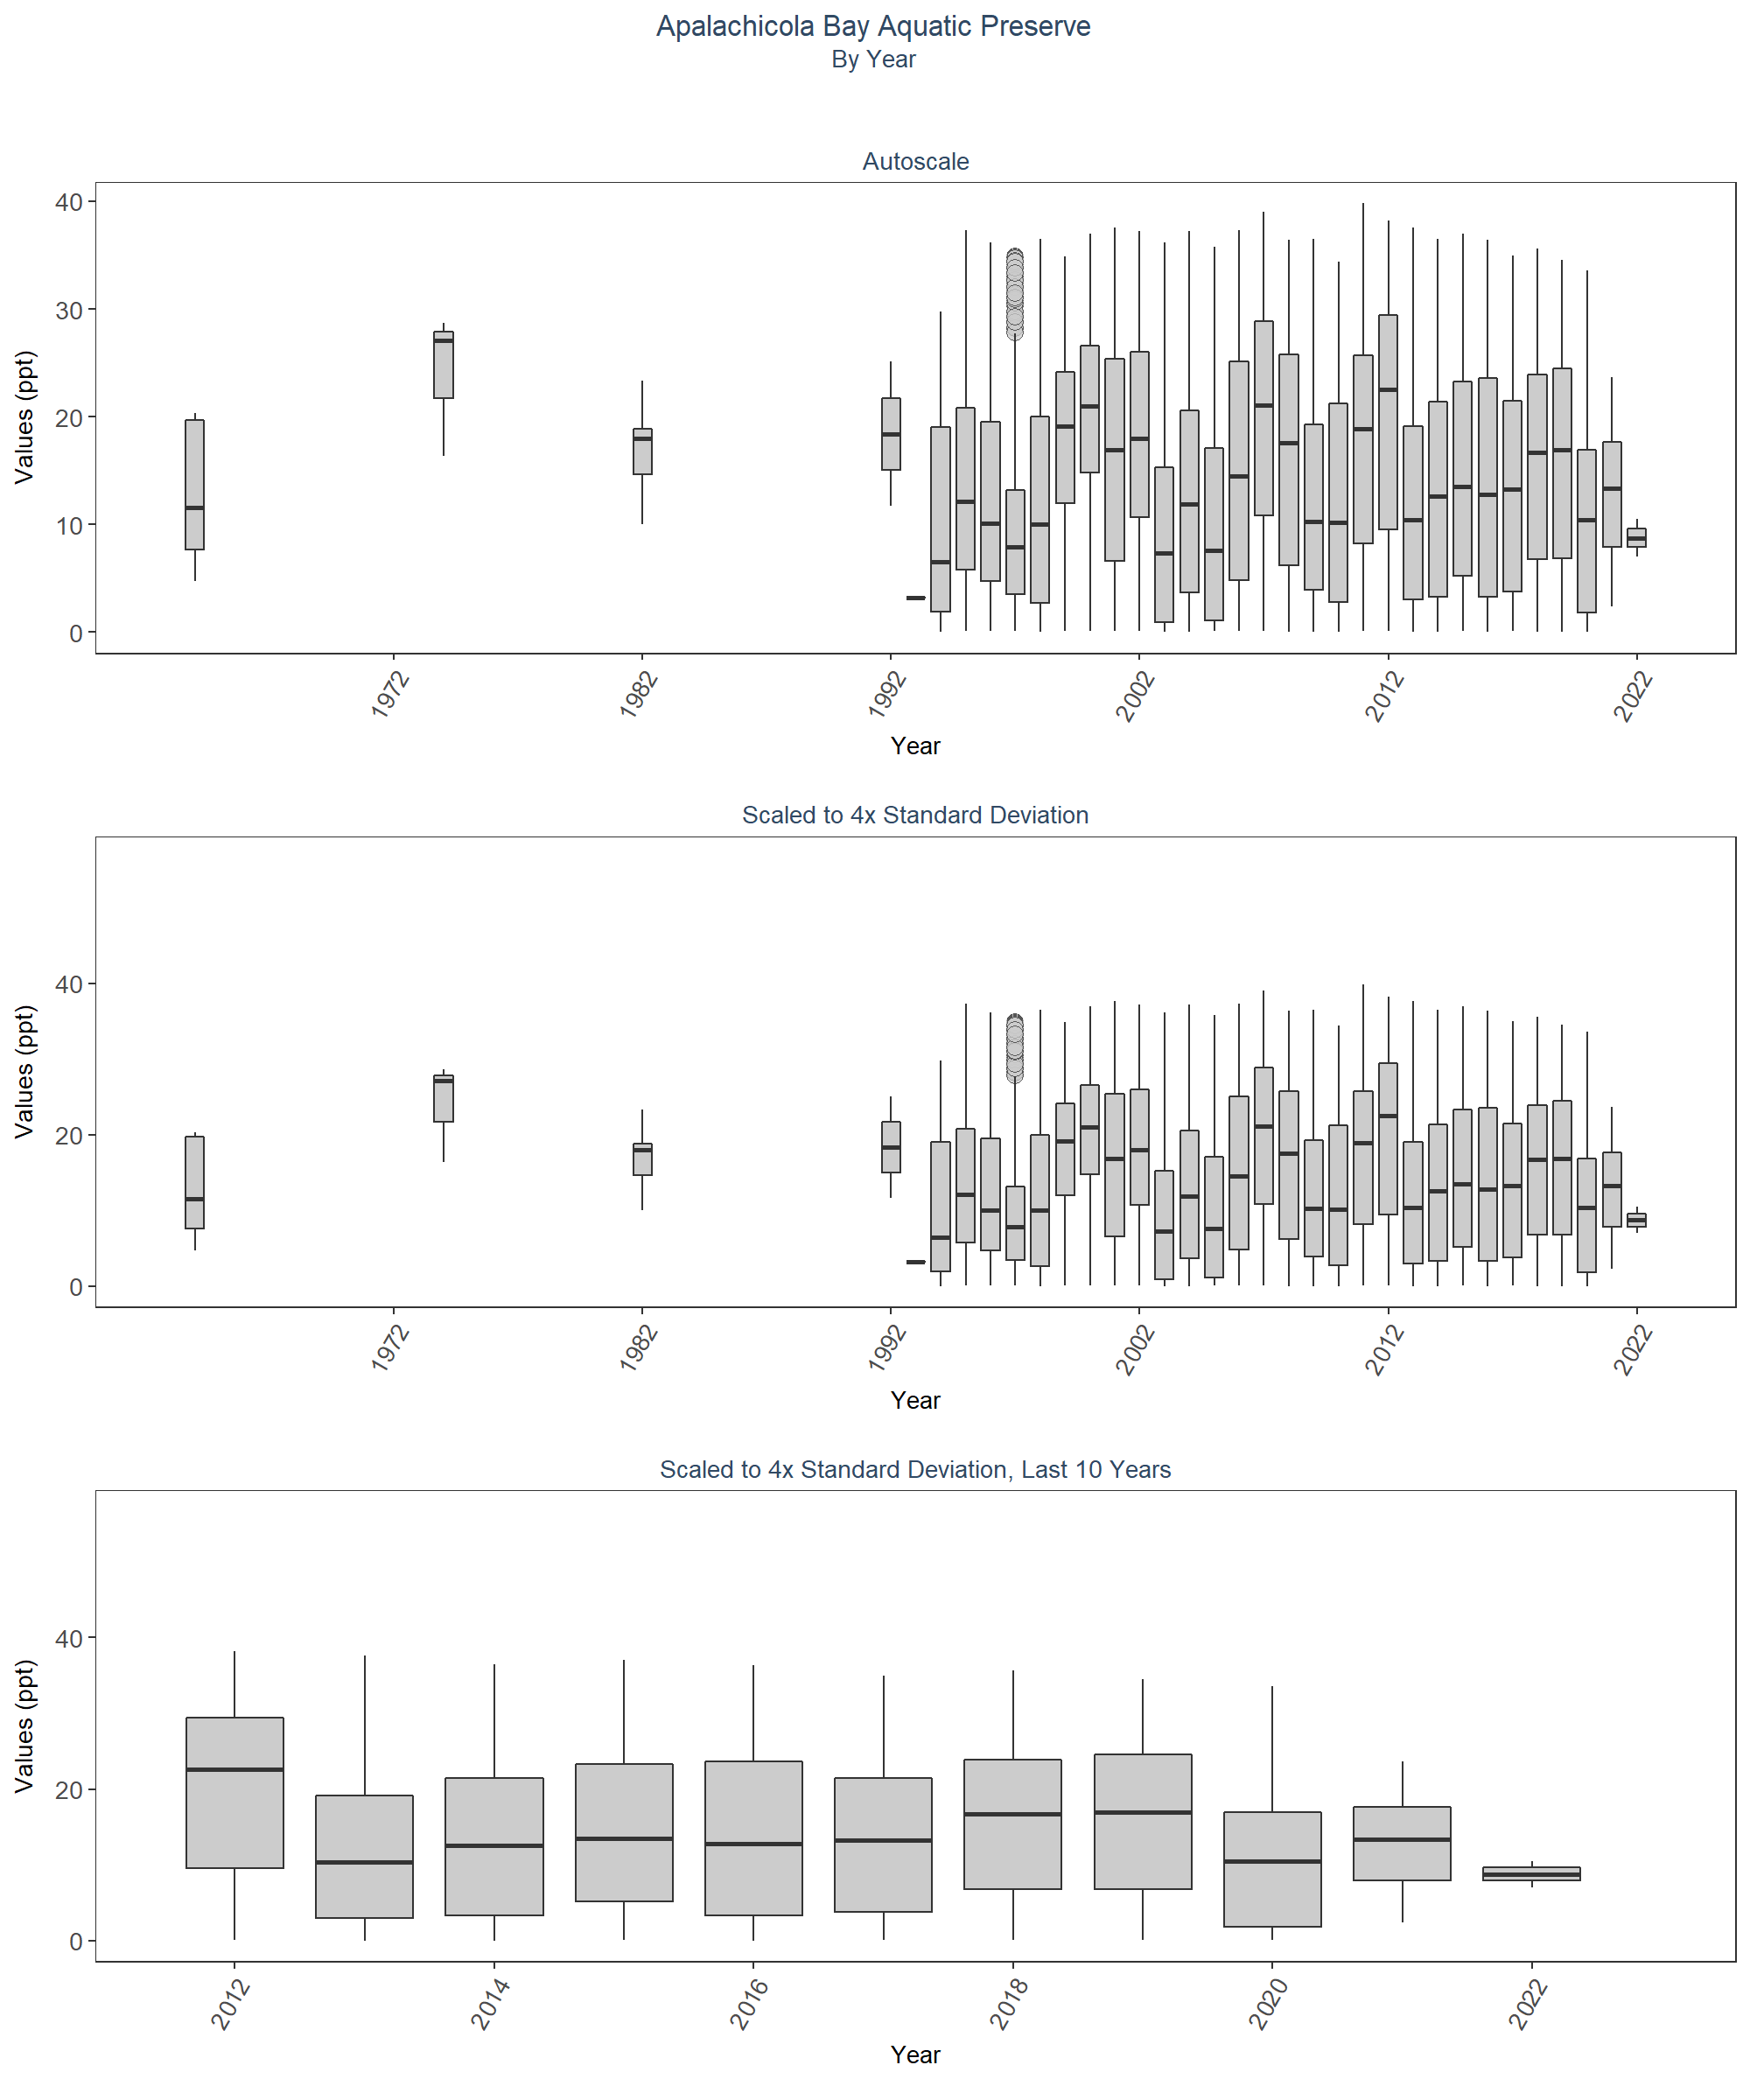 Apalachicola Bay Aquatic Preserve
By Year
Autoscale
Values (ppt)
40
30
20
10
0
1972
1982
1992
2002
2012
2022
Year
Scaled to 4x Standard Deviation
Values (ppt)
40
20
0
1972
1982
1992
2002
2012
2022
Year
Scaled to 4x Standard Deviation, Last 10 Years
Values (ppt)
40
20
0
2012
2014
2016
2018
2020
2022
Year